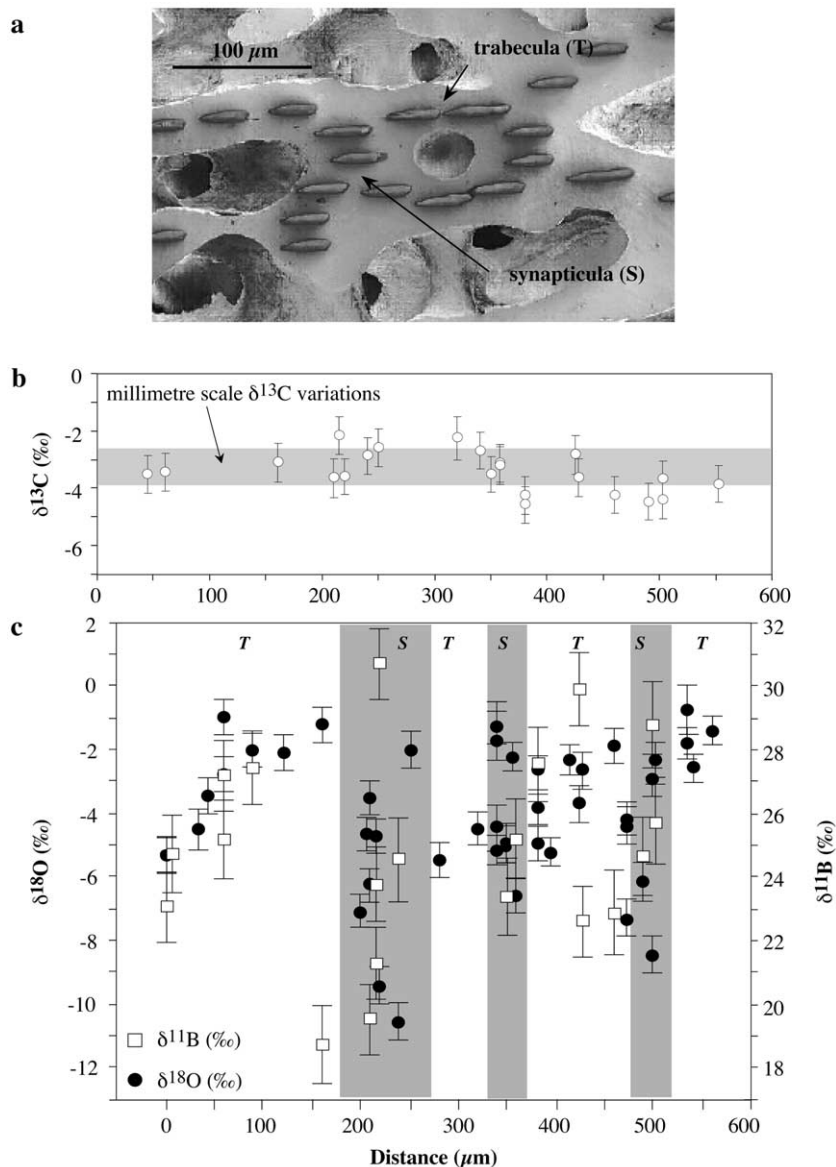 a
100 µm
trabecula (T)
synapticula (S)
b
0
-2
-4
-6
δ13C (‰)
millimetre scale δ13C variations
0 100 200 300 400 500 600
c
2
0
-2
-4
-6
-8
-10
-12
δ18O (‰)
T S T S T S T
32
30
28
26
24
22
20
18
δ11B (‰)
δ11B (‰)
δ18O (‰)
0 100 200 300 400 500 600
Distance (µm)